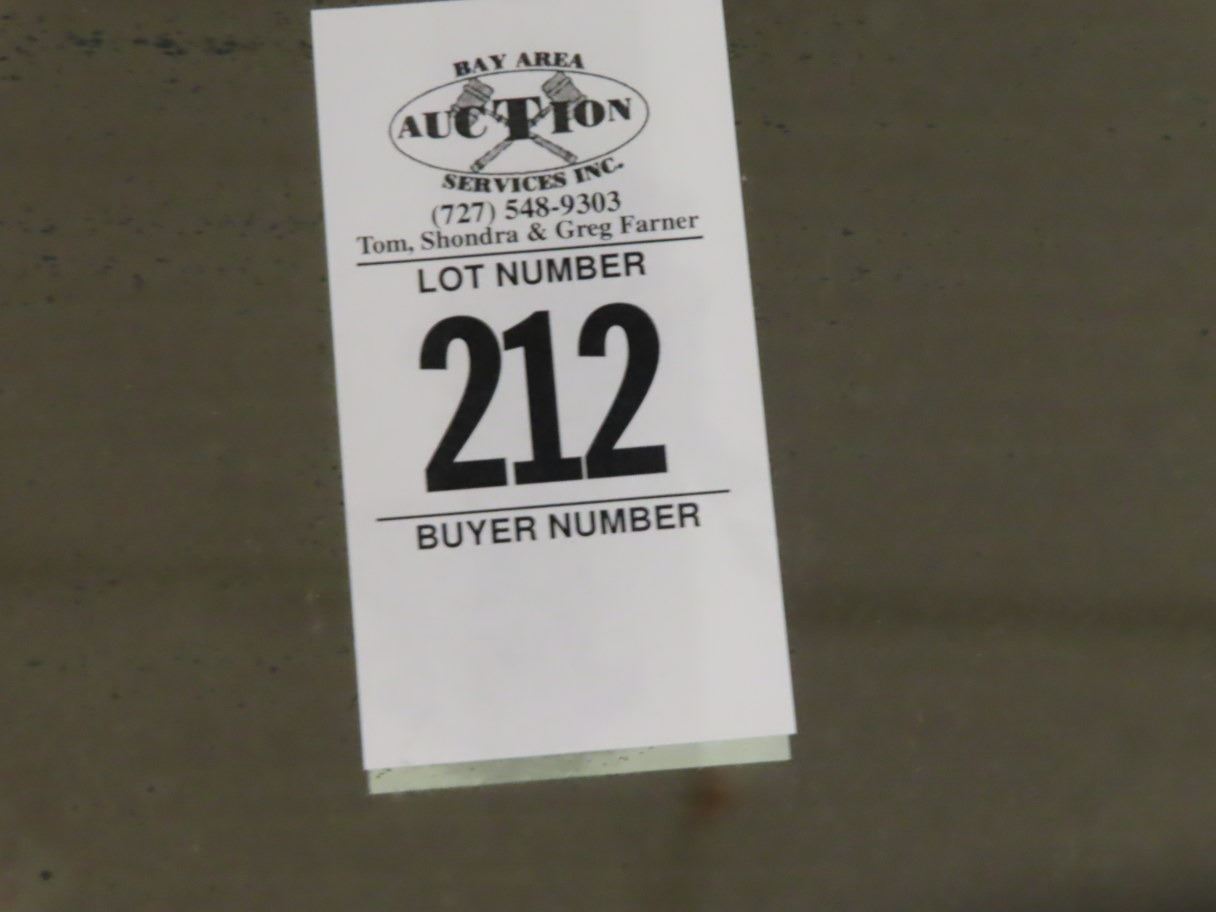 BAY AREA
AUCTION
SERVICES INC.
(727) 548-9303
Tom, Shondra & Greg Farner
LOT NUMBER
212
BUYER NUMBER